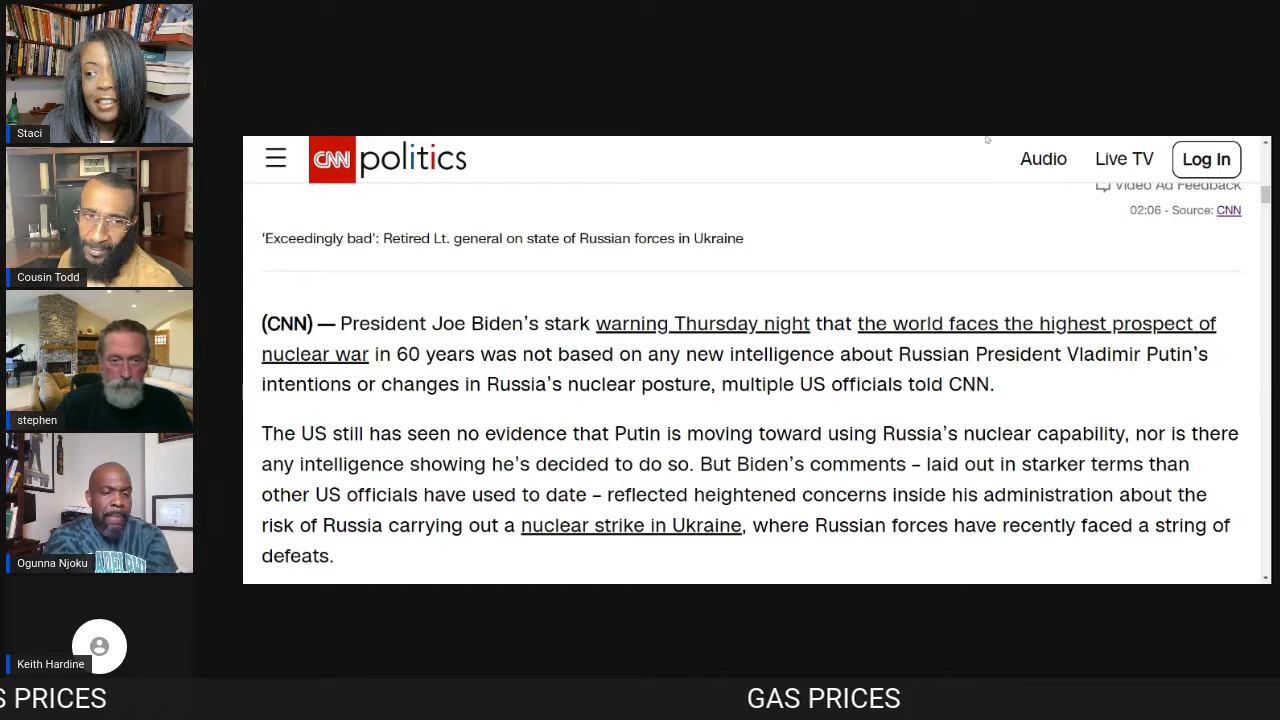 Staci
Cousin Todd
stephen
Ogunna Njoku
Keith Hardine
CNN politics
Audio
Live TV
Log In
Video Ad Feedback
02:06 - Source: CNN
'Exceedingly bad': Retired Lt. general on state of Russian forces in Ukraine
(CNN) — President Joe Biden’s stark warning Thursday night that the world faces the highest prospect of
nuclear war in 60 years was not based on any new intelligence about Russian President Vladimir Putin’s
intentions or changes in Russia’s nuclear posture, multiple US officials told CNN.
The US still has seen no evidence that Putin is moving toward using Russia’s nuclear capability, nor is there
any intelligence showing he’s decided to do so. But Biden’s comments – laid out in starker terms than
other US officials have used to date – reflected heightened concerns inside his administration about the
risk of Russia carrying out a nuclear strike in Ukraine, where Russian forces have recently faced a string of
defeats.
S PRICES
GAS PRICES